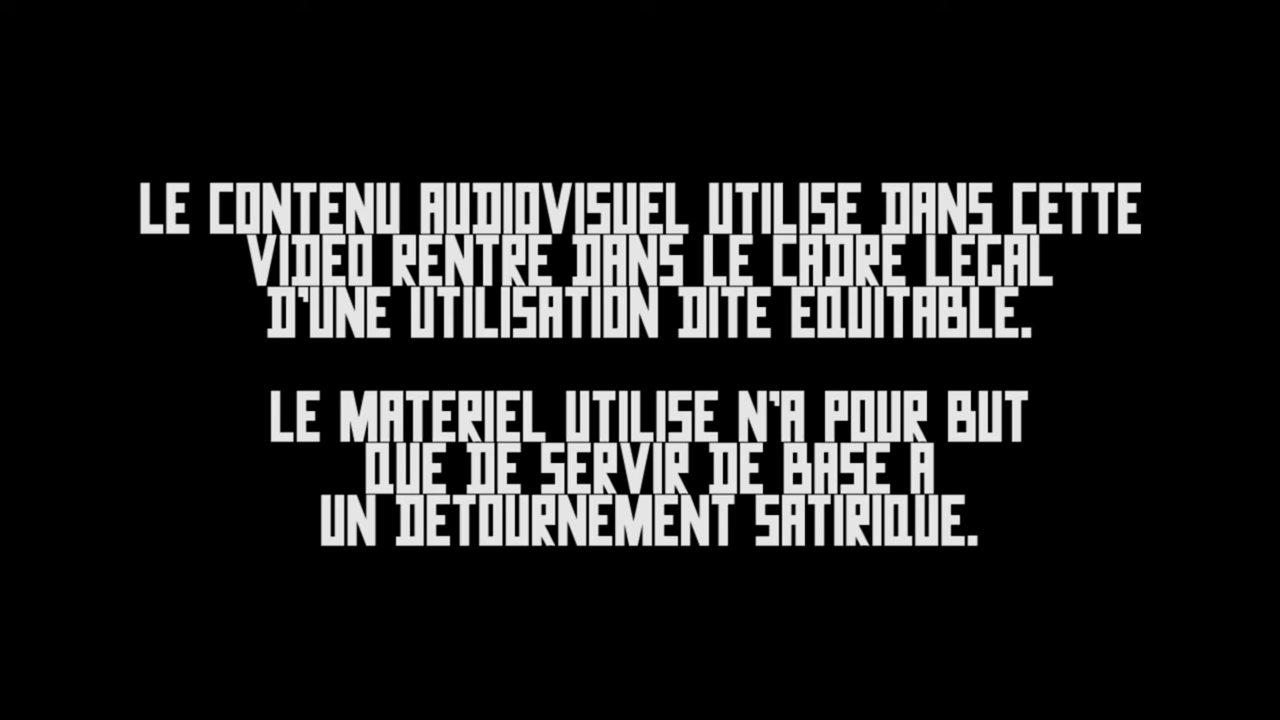 LE CONTENU AUDIOVISUEL UTILISE DANS CETTE
VIDEO RENTRE DANS LE CADRE LEGAL
D'UNE UTILISATION DITE EQUITABLE.
LE MATERIEL UTILISE N'A POUR BUT
QUE DE SERVIR DE BASE A
UN DETOURNEMENT SATIRIQUE.